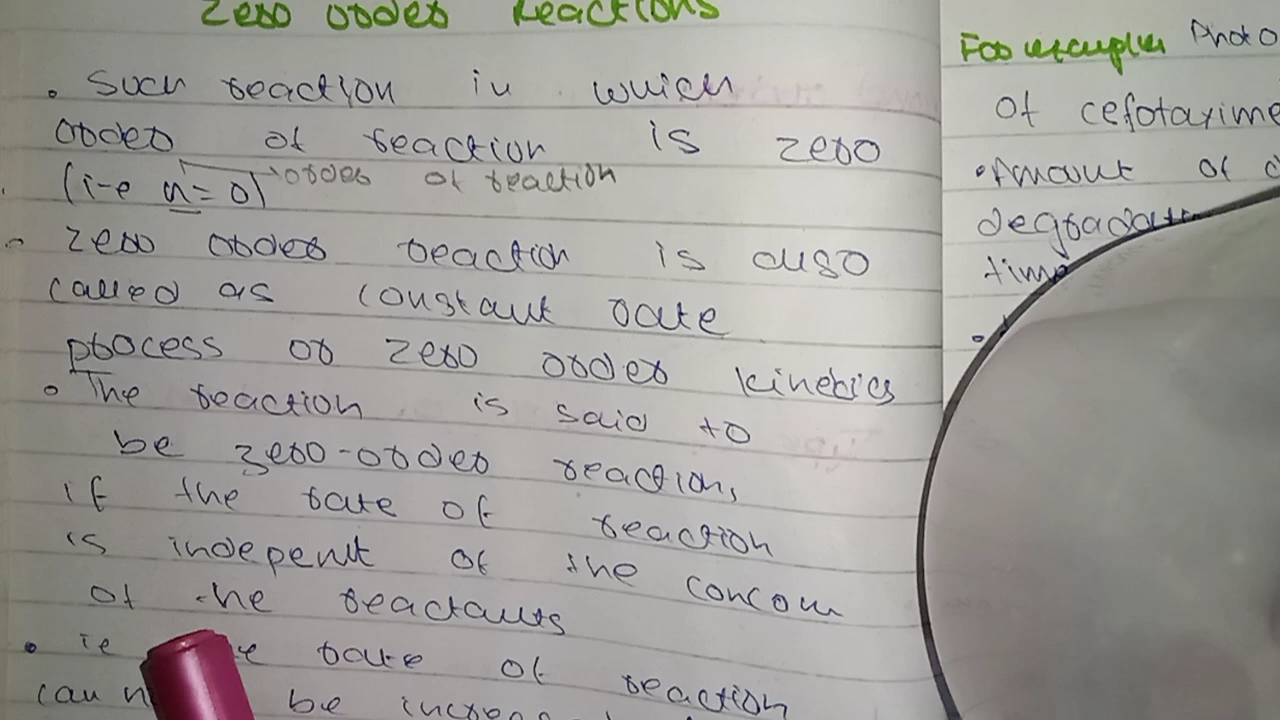 Zero order Reactions
• Such reaction in which
order of reaction is zero
(i-e n=0) order of reaction
zero order reaction is also
called as constant rate
process or zero order kinetics
• The reaction is said to
be zero-order reaction,
if the rate of reaction
is indepent of the
of the reactants
• ie rate of reaction
be
For examples Photo
of cefotaxime
• Amount of
time